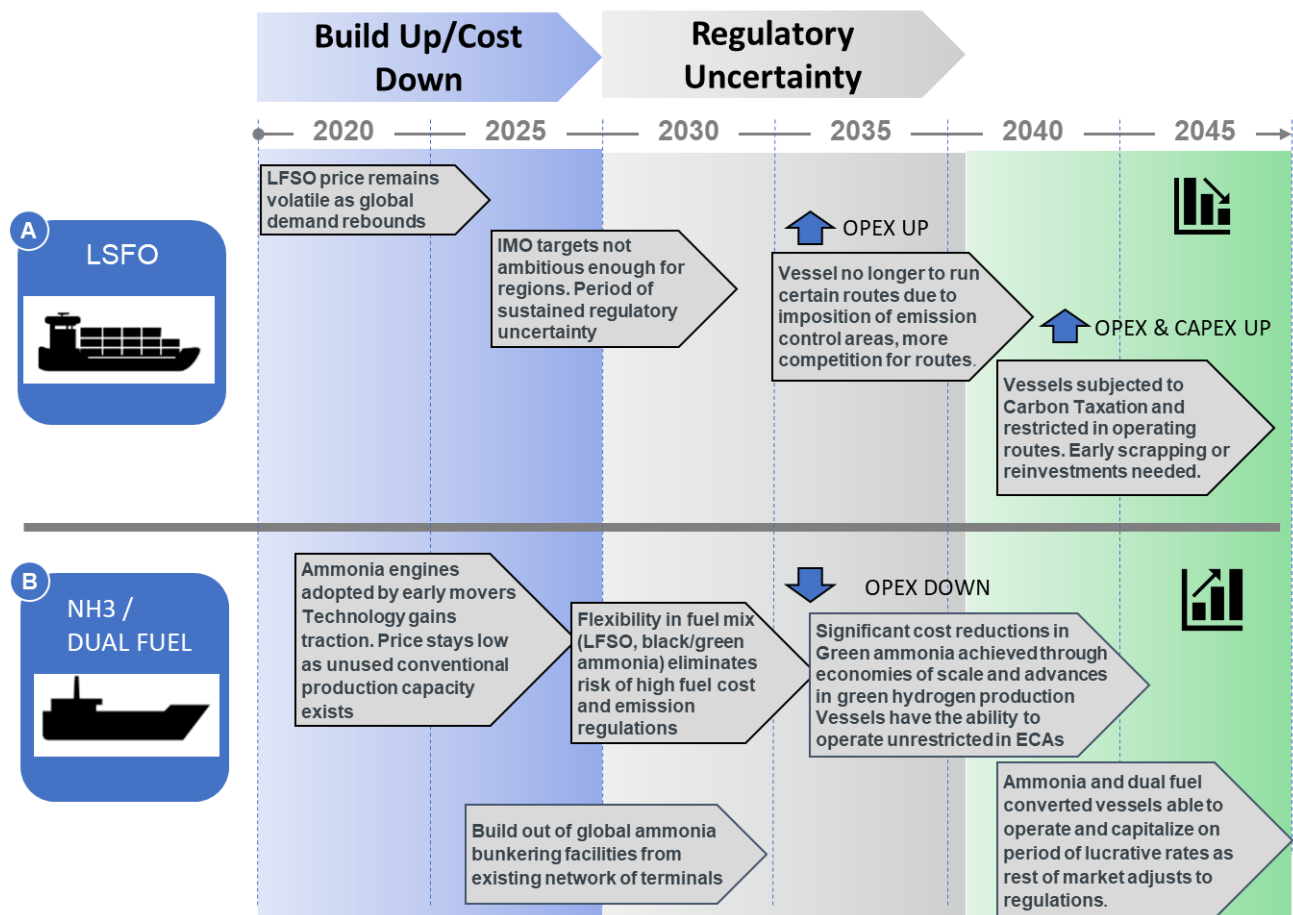 Build Up/Cost
Down
Regulatory
Uncertainty
2020
2025
2030
2035
2040
2045
A
LSFO
LFSO price remains
volatile as global
demand rebounds
IMO targets not
ambitious enough for
regions. Period of
sustained regulatory
uncertainty
OPEX UP
Vessel no longer to run
certain routes due to
imposition of emission
control areas, more
competition for routes.
OPEX & CAPEX UP
Vessels subjected to
Carbon Taxation and
restricted in operating
routes. Early scrapping or
reinvestments needed.
B
NH3 /
DUAL FUEL
Ammonia engines
adopted by early movers
Technology gains
traction. Price stays low
as unused conventional
production capacity
exists
Flexibility in fuel mix
(LFSO, black/green
ammonia) eliminates
risk of high fuel cost
and emission
regulations
OPEX DOWN
Significant cost reductions in
Green ammonia achieved through
economies of scale and advances
in green hydrogen production
Vessels have the ability to
operate unrestricted in ECAs
Build out of global ammonia
bunkering facilities from
existing network of terminals
Ammonia and dual fuel
converted vessels able to
operate and capitalize on
period of lucrative rates as
rest of market adjusts to
regulations.